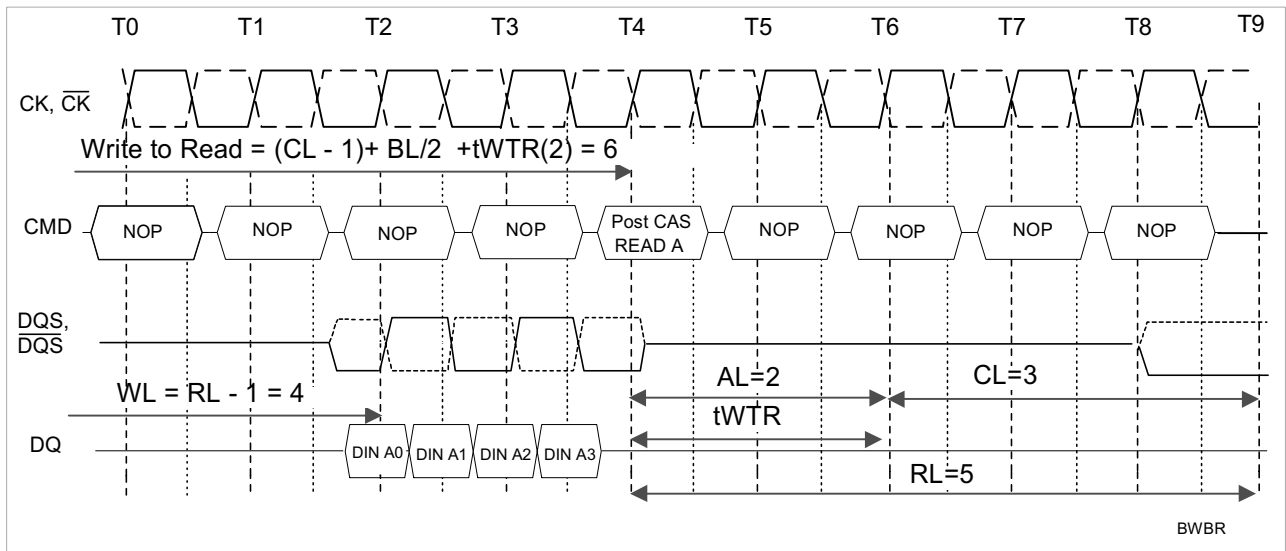 T0 T1 T2 T3 T4 T5 T6 T7 T8 T9
CK, CK
Write to Read = (CL - 1)+ BL/2 +tWTR(2) = 6
CMD NOP NOP NOP NOP Post CAS READ A NOP NOP NOP NOP
DQS,
DQS
WL = RL - 1 = 4
AL=2 CL=3
tWTR
DQ DIN A0 DIN A1 DIN A2 DIN A3
RL=5
BWBR